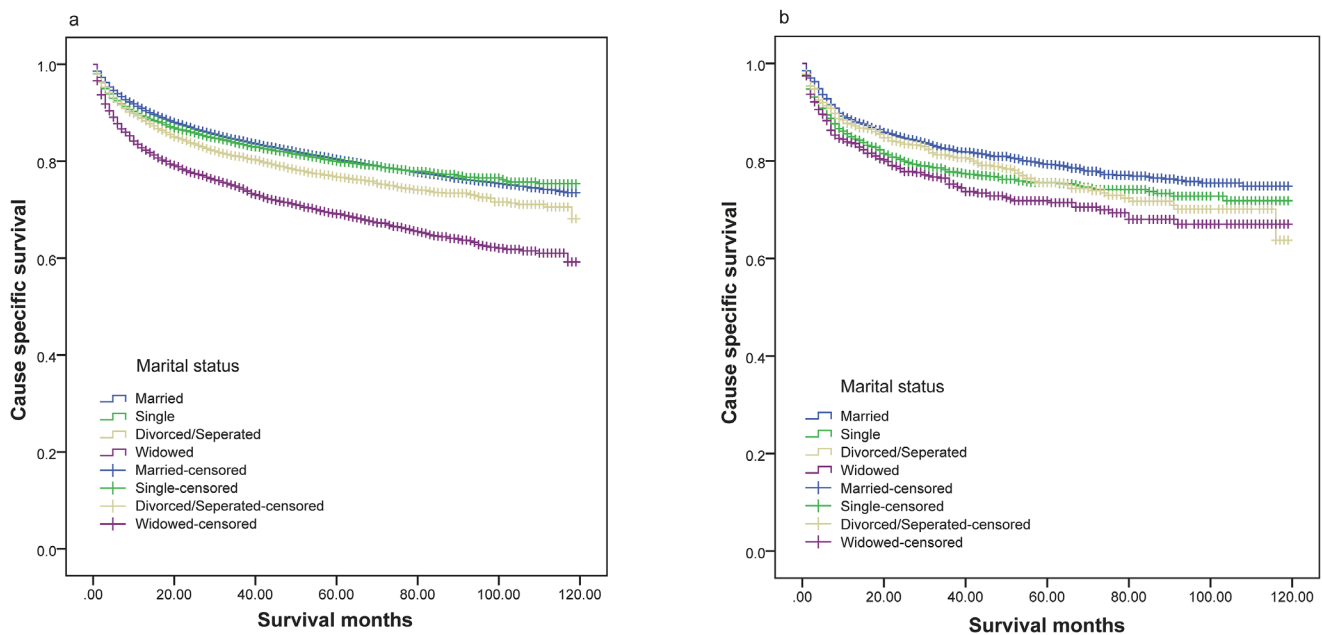 a
1.0
0.8
0.6
0.4
0.2
0.0
Cause specific survival
Marital status
Married
Single
Divorced/Seperated
Widowed
Married-censored
Single-censored
Divorced/Seperated-censored
Widowed-censored
.00 20.00 40.00 60.00 80.00 100.00 120.00
Survival months
b
1.0
0.8
0.6
0.4
0.2
0.0
Cause specific survival
Marital status
Married
Single
Divorced/Seperated
Widowed
Married-censored
Single-censored
Divorced/Seperated-censored
Widowed-censored
.00 20.00 40.00 60.00 80.00 100.00 120.00
Survival months